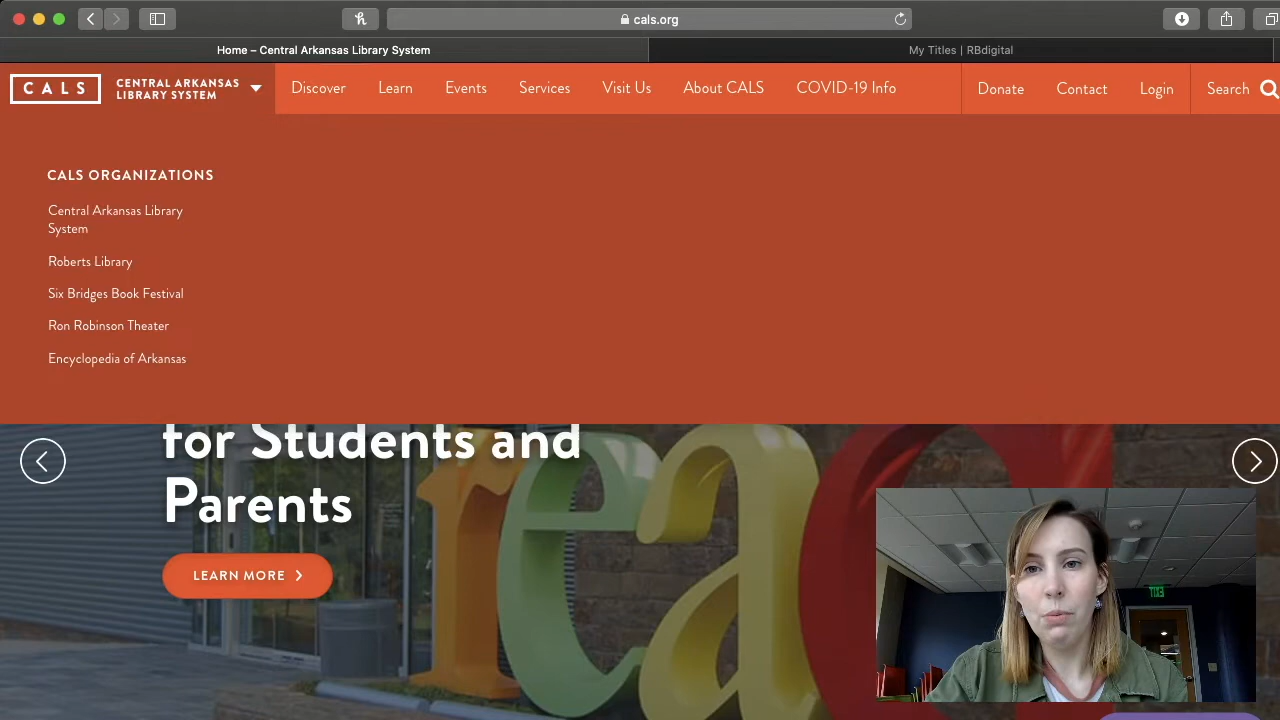 cals.org
Home – Central Arkansas Library System
My Titles | RBdigital
CALS
CENTRAL ARKANSAS
LIBRARY SYSTEM
Discover
Learn
Events
Services
Visit Us
About CALS
COVID-19 Info
Donate
Contact
Login
Search
CALS ORGANIZATIONS
Central Arkansas Library
System
Roberts Library
Six Bridges Book Festival
Ron Robinson Theater
Encyclopedia of Arkansas
for Students and
Parents
LEARN MORE
read
EXIT